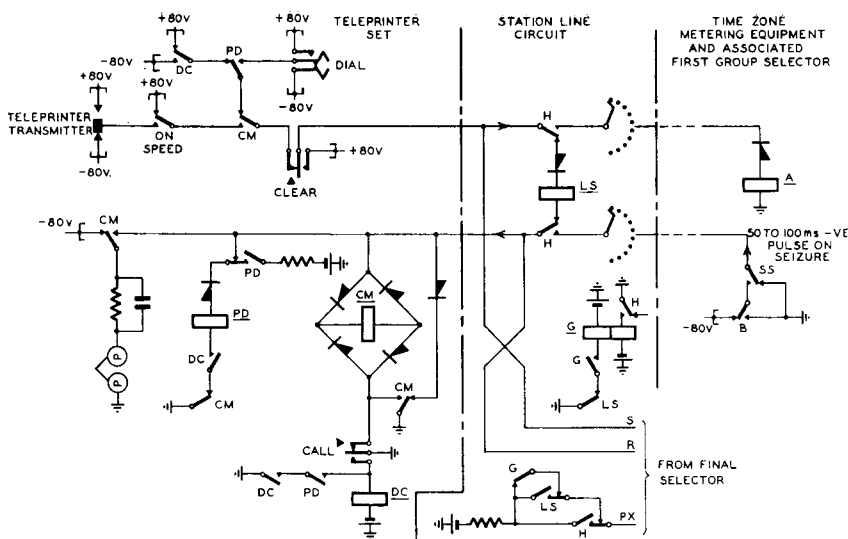 TELEPRINTER
SET
STATION LINE
CIRCUIT
TIME ZONE
METERING EQUIPMENT
AND ASSOCIATED
FIRST GROUP SELECTOR
+80V
+80V
-80V
DC
PD
DIAL
-80V
+80V
+80V
TELEPRINTER
TRANSMITTER
-80V.
ON
SPEED
CM
+80V
CLEAR
H
LS
H
A
-80V
CM
PD
PD
DC
CM
P
P
CM
CM
50 TO 100ms -VE
PULSE ON
SEIZURE
SS
-80V
B
H
G
G
LS
S
R
FROM FINAL
SELECTOR
CALL
DC
PD
DC
G
LS
H
PX